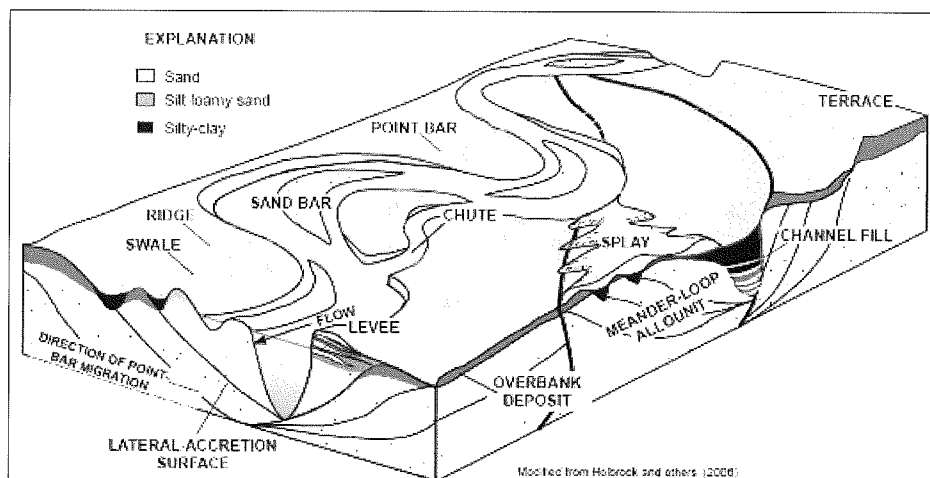 EXPLANATION
Sand
Silt loamy sand
Silty-clay
TERRACE
POINT BAR
SAND BAR
RIDGE
CHUTE
SWALE
SPLAY
CHANNEL FILL
FLOW
LEVEE
MEANDER-LOOP
ALLOUNIT
DIRECTION OF POINT-
BAR MIGRATION
OVERBANK
DEPOSIT
LATERAL-ACCRETION
SURFACE
Modified from Holbrook and others (2006)